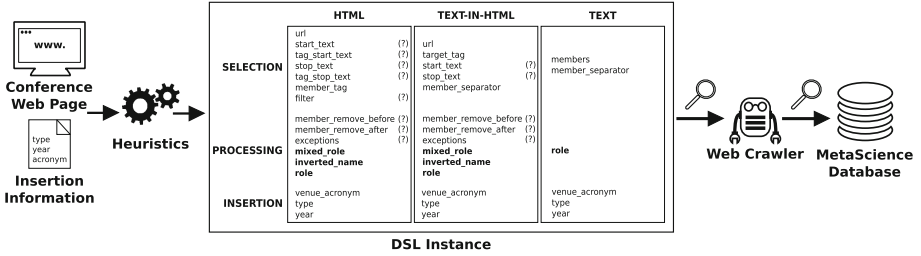 www.
Conference
Web Page
type
year
acronym
Insertion
Information
Heuristics
HTML
TEXT-IN-HTML
TEXT
SELECTION
url
start_text (?)
tag_start_text (?)
stop_text (?)
tag_stop_text (?)
member_tag
filter (?)
url
target_tag
start_text (?)
stop_text (?)
member_separator
members
member_separator
PROCESSING
member_remove_before (?)
member_remove_after (?)
exceptions (?)
mixed_role
inverted_name
role
member_remove_before (?)
member_remove_after (?)
exceptions (?)
mixed_role
inverted_name
role
role
INSERTION
venue_acronym
type
year
venue_acronym
type
year
venue_acronym
type
year
DSL Instance
Web Crawler
MetaScience
Database